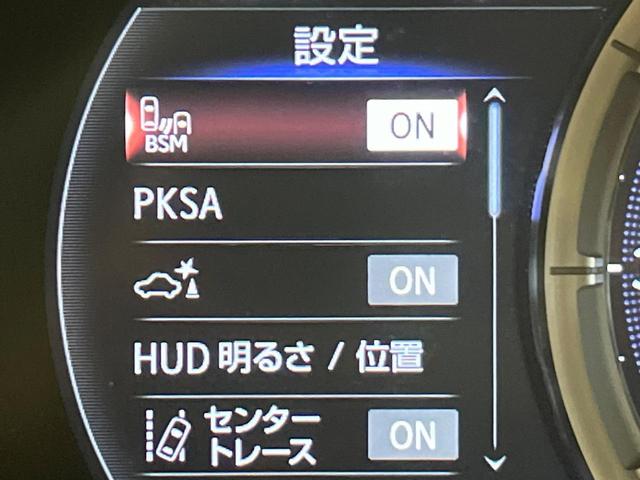 設定
BSM
ON
PKSA
ON
HUD 明るさ / 位置
センター
トレース
ON